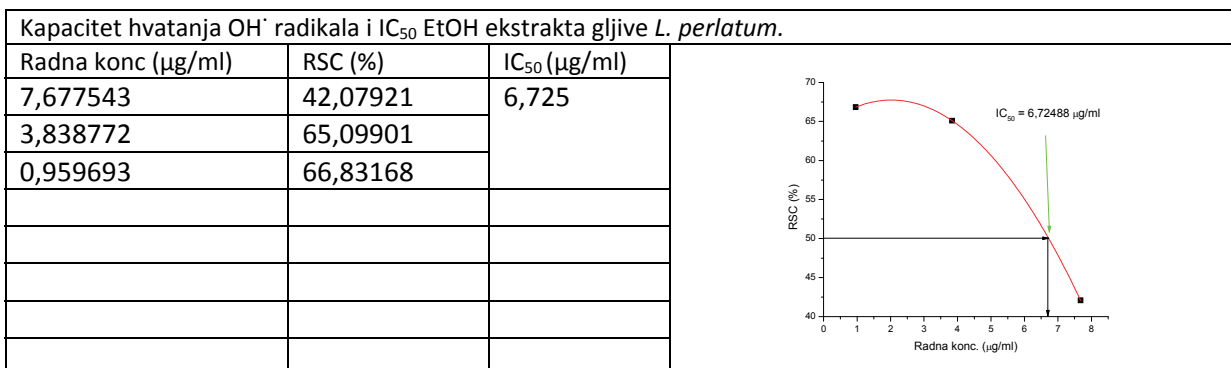 Kapacitet hvatanja OH˙ radikala i IC₅₀ EtOH ekstrakta gljive L. perlatum.
Radna konc (µg/ml) RSC (%) IC₅₀ (µg/ml)
7,677543 42,07921 6,725
3,838772 65,09901
0,959693 66,83168
70
65
60
55
50
45
40
RSC (%)
IC₅₀ = 6,72488 µg/ml
0 1 2 3 4 5 6 7 8
Radna konc. (µg/ml)